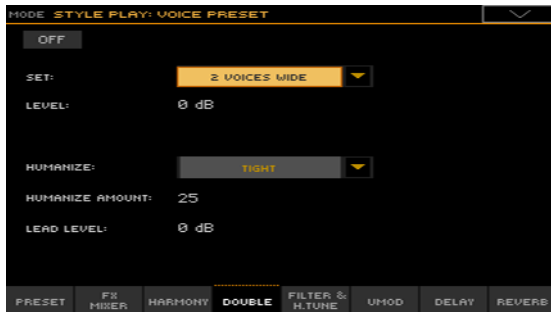 MODE STYLE PLAY: VOICE PRESET
OFF
SET: 2 VOICES WIDE
LEVEL: 0 dB
HUMANIZE: TIGHT
HUMANIZE AMOUNT: 25
LEAD LEVEL: 0 dB
PRESET FX MIXER HARMONY DOUBLE FILTER & H.TUNE UMOD DELAY REVERB